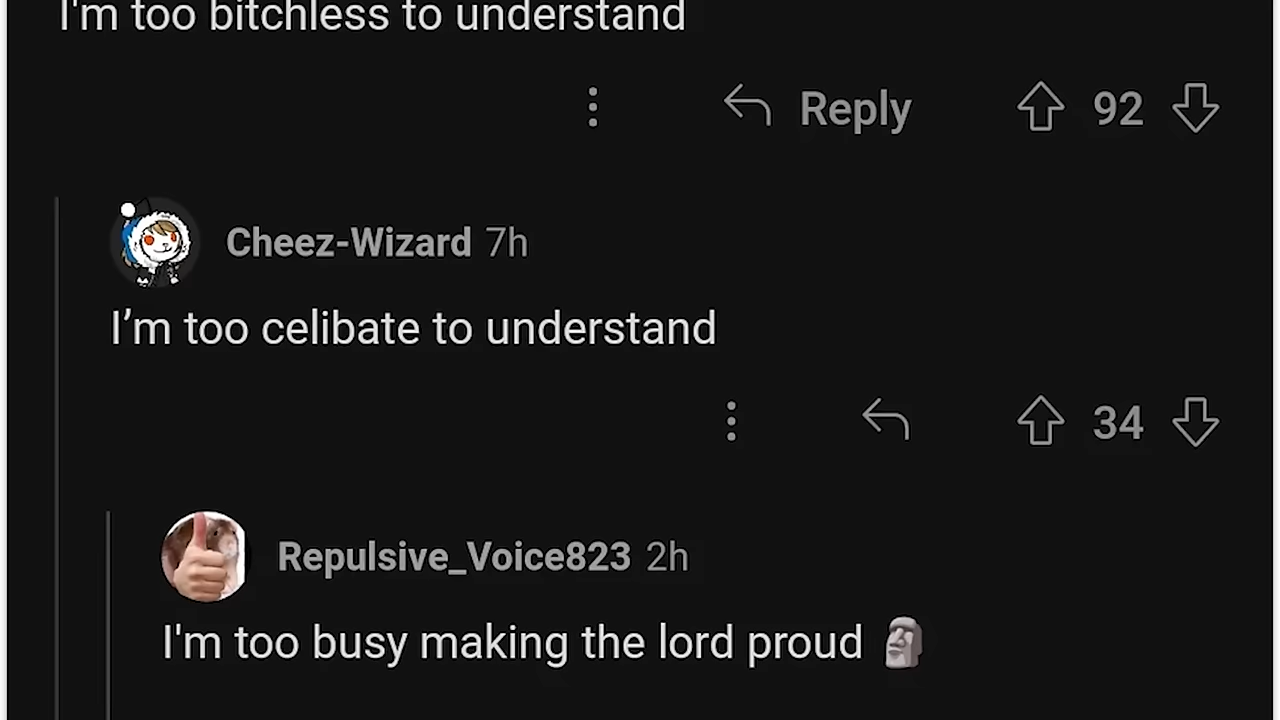 I'm too bitchless to understand
Reply 92
Cheez-Wizard 7h
I’m too celibate to understand
34
Repulsive_Voice823 2h
I'm too busy making the lord proud 🗿